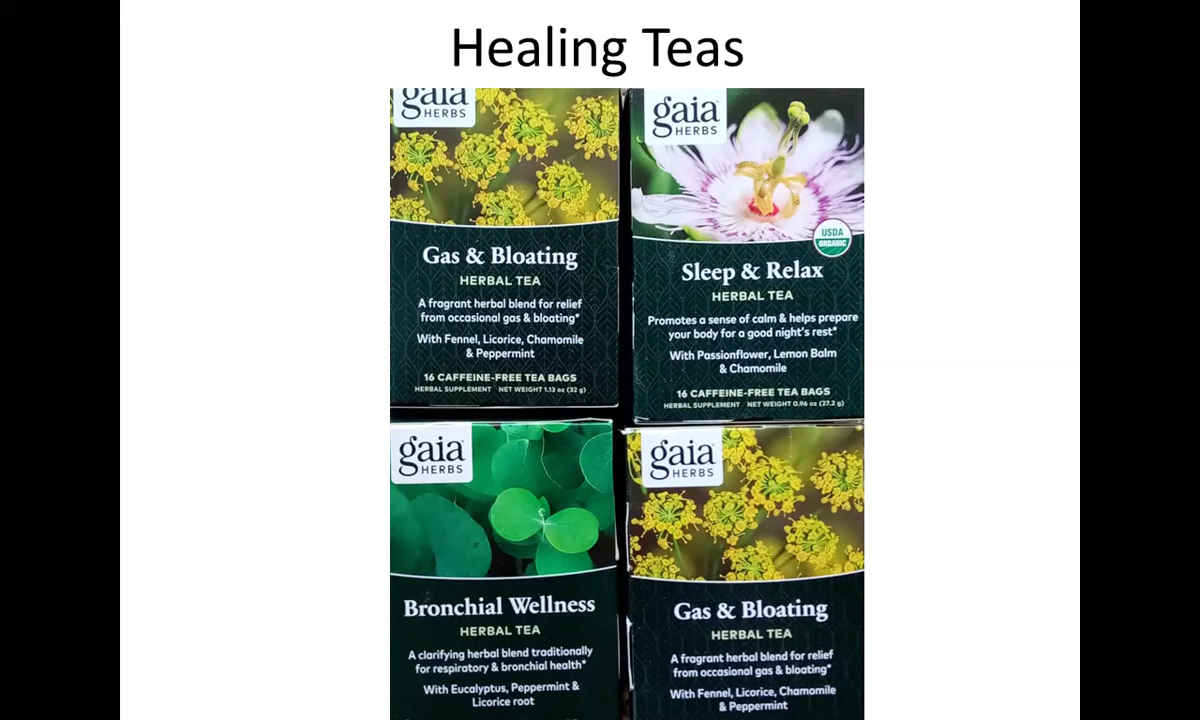 Healing Teas
gaia
HERBS
Gas & Bloating
HERBAL TEA
A fragrant herbal blend for relief
from occasional gas & bloating*
With Fennel, Licorice, Chamomile
& Peppermint
16 CAFFEINE-FREE TEA BAGS
HERBAL SUPPLEMENT NET WEIGHT 1.13 oz (32 g)
gaia
HERBS
USDA
ORGANIC
Sleep & Relax
HERBAL TEA
Promotes a sense of calm & helps prepare
your body for a good night's rest*
With Passionflower, Lemon Balm
& Chamomile
16 CAFFEINE-FREE TEA BAGS
HERBAL SUPPLEMENT NET WEIGHT 0.96 oz (27.2 g)
gaia
HERBS
Bronchial Wellness
HERBAL TEA
A clarifying herbal blend traditionally
for respiratory & bronchial health*
With Eucalyptus, Peppermint &
Licorice root
gaia
HERBS
Gas & Bloating
HERBAL TEA
A fragrant herbal blend for relief
from occasional gas & bloating*
With Fennel, Licorice, Chamomile
& Peppermint